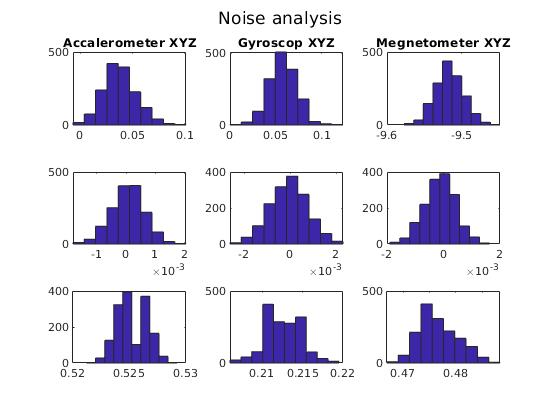 Noise analysis
Accalerometer XYZ Gyroscop XYZ Megnetometer XYZ
500 500 500
0 0 0
0 0.05 0.1 0 0.05 0.1 -9.6 -9.5
500 400 400
200 200
0 0 0
-1 0 1 2 -2 0 2 -2 0 2
×10-3 ×10-3 ×10-3
400 500 500
200
0 0 0
0.52 0.525 0.53 0.21 0.215 0.22 0.47 0.48